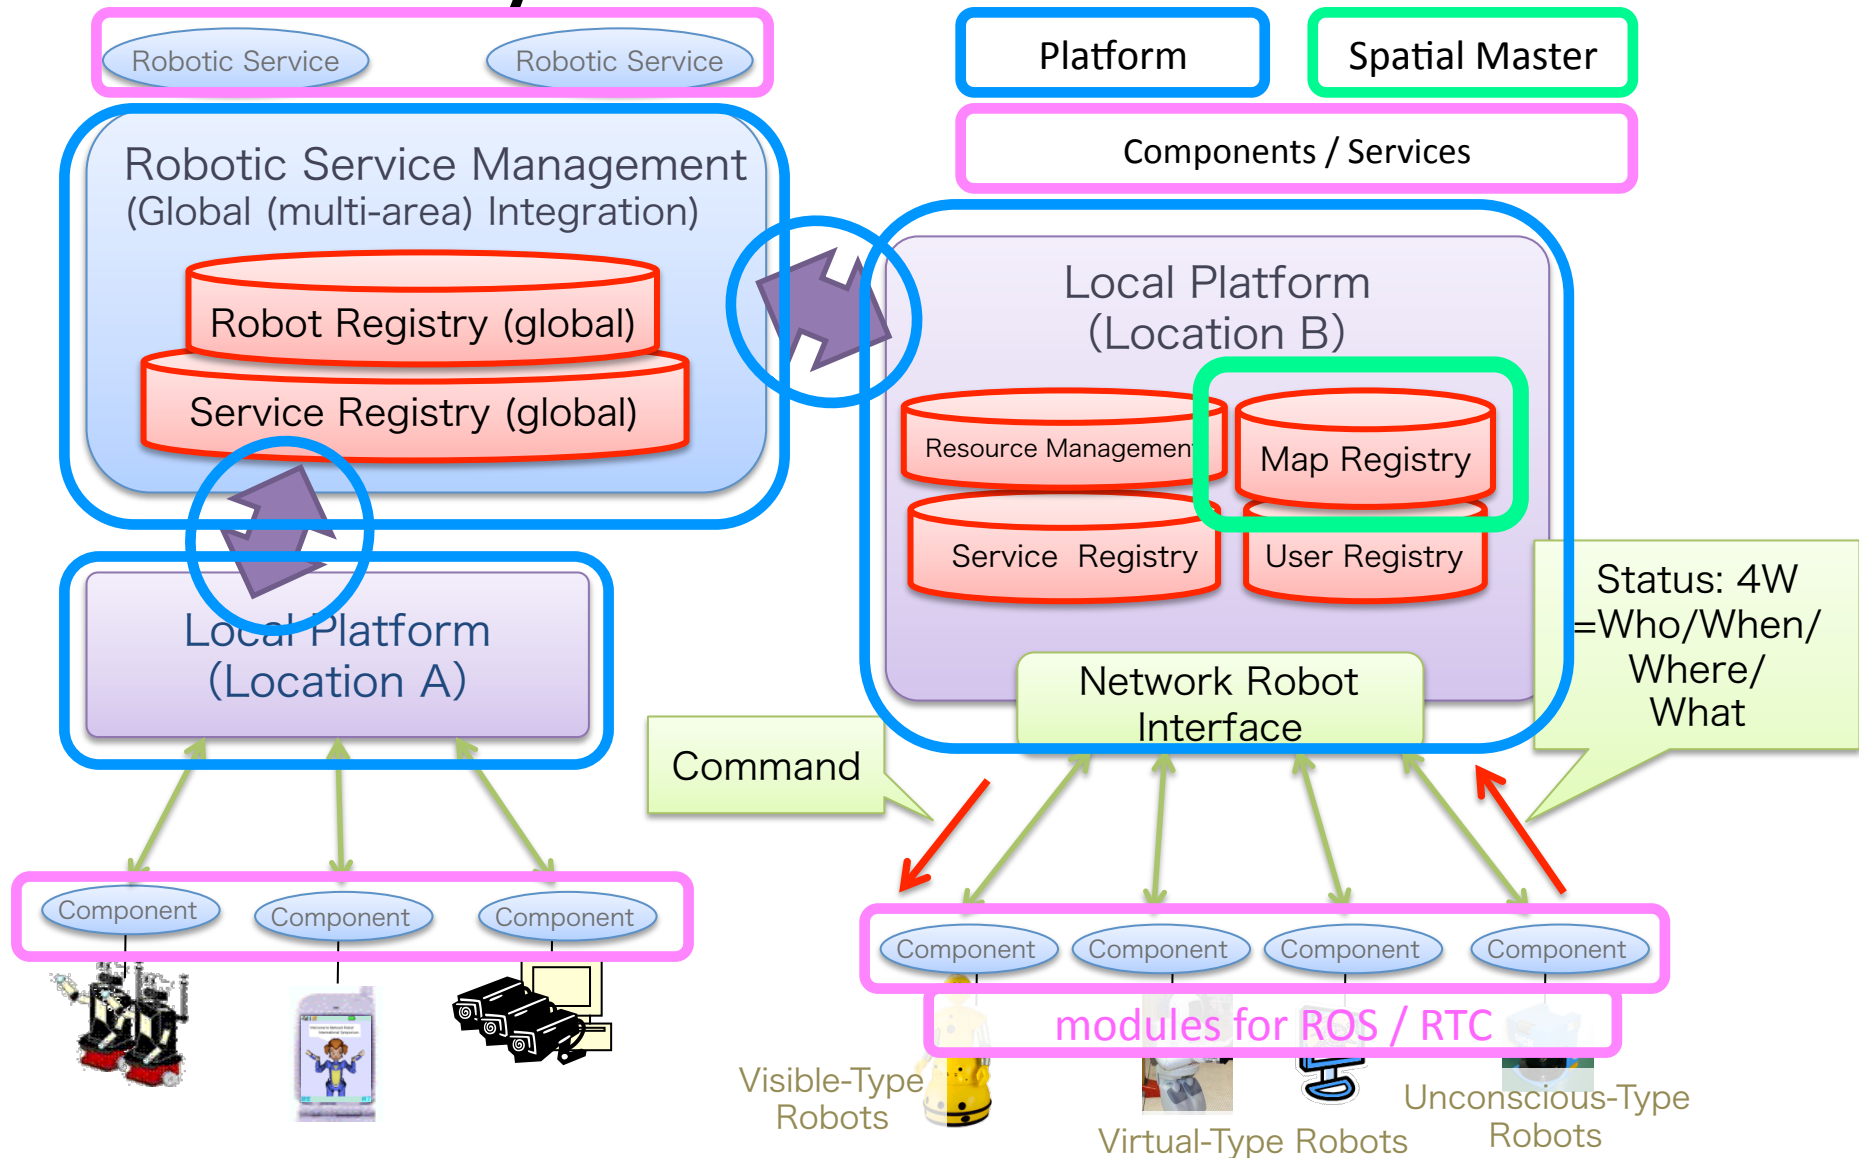 Robotic Service
Robotic Service
Platform
Spatial Master
Components / Services
Robotic Service Management
(Global (multi-area) Integration)
Robot Registry (global)
Service Registry (global)
Local Platform
(Location B)
Resource Management
Map Registry
Service Registry
User Registry
Network Robot
Interface
Status: 4W
=Who/When/
Where/
What
Local Platform
(Location A)
Command
Component
Component
Component
Component
Component
Component
Component
modules for ROS / RTC
Visible-Type
Robots
Virtual-Type Robots
Unconscious-Type
Robots